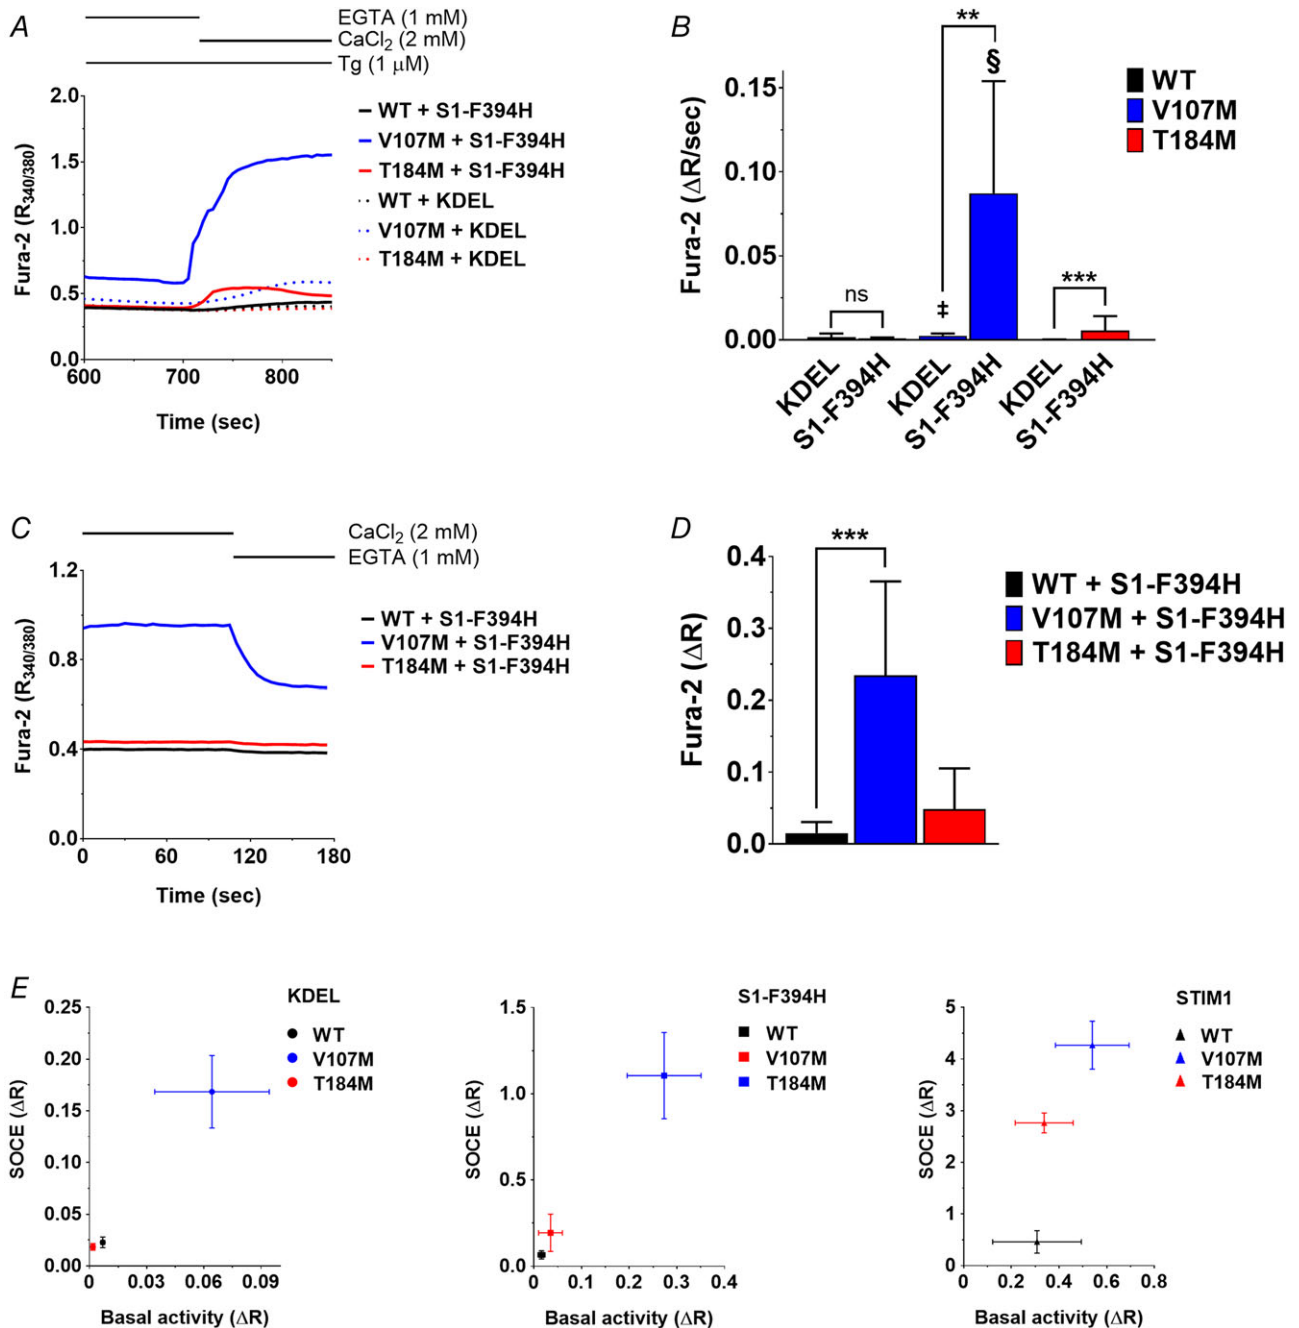 A
EGTA (1 mM)
CaCl2 (2 mM)
Tg (1 µM)
2.0
1.5
1.0
0.5
0.0
Fura-2 (R340/380)
600 700 800
Time (sec)
WT + S1-F394H
V107M + S1-F394H
T184M + S1-F394H
WT + KDEL
V107M + KDEL
T184M + KDEL
B
**
§
ns
‡
***
WT
V107M
T184M
0.15
0.10
0.05
0.00
Fura-2 (ΔR/sec)
KDEL
S1-F394H
KDEL
S1-F394H
KDEL
S1-F394H
C
CaCl2 (2 mM)
EGTA (1 mM)
1.2
0.8
0.4
0.0
Fura-2 (R340/380)
0 60 120 180
Time (sec)
WT + S1-F394H
V107M + S1-F394H
T184M + S1-F394H
D
***
0.4
0.3
0.2
0.1
0.0
Fura-2 (ΔR)
WT + S1-F394H
V107M + S1-F394H
T184M + S1-F394H
E
KDEL
WT
V107M
T184M
0.25
0.20
0.15
0.10
0.05
0.00
SOCE (ΔR)
0 0.03 0.06 0.09
Basal activity (ΔR)
S1-F394H
WT
V107M
T184M
1.5
1.0
0.5
0.0
SOCE (ΔR)
0 0.1 0.2 0.3 0.4
Basal activity (ΔR)
STIM1
WT
V107M
T184M
5
4
3
2
1
0
SOCE (ΔR)
0 0.2 0.4 0.6 0.8
Basal activity (ΔR)